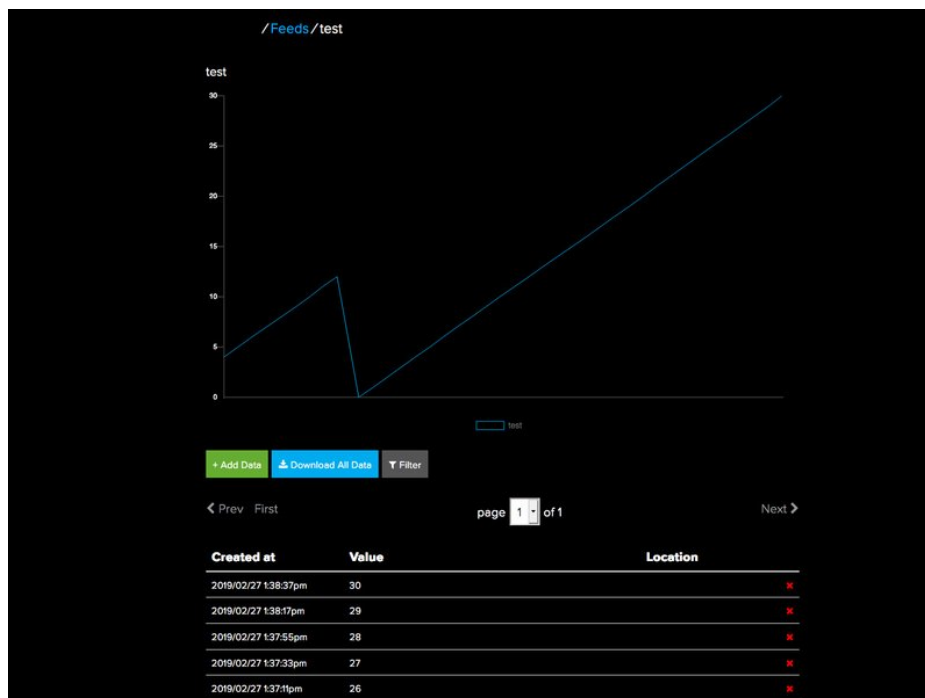 /Feeds/test
test
30
25
20
15
10
5
0
test
+ Add Data Download All Data Filter
Prev First page 1 of 1 Next
Created at Value Location
2019/02/27 1:38:37pm 30
2019/02/27 1:38:17pm 29
2019/02/27 1:37:55pm 28
2019/02/27 1:37:33pm 27
2019/02/27 1:37:11pm 26